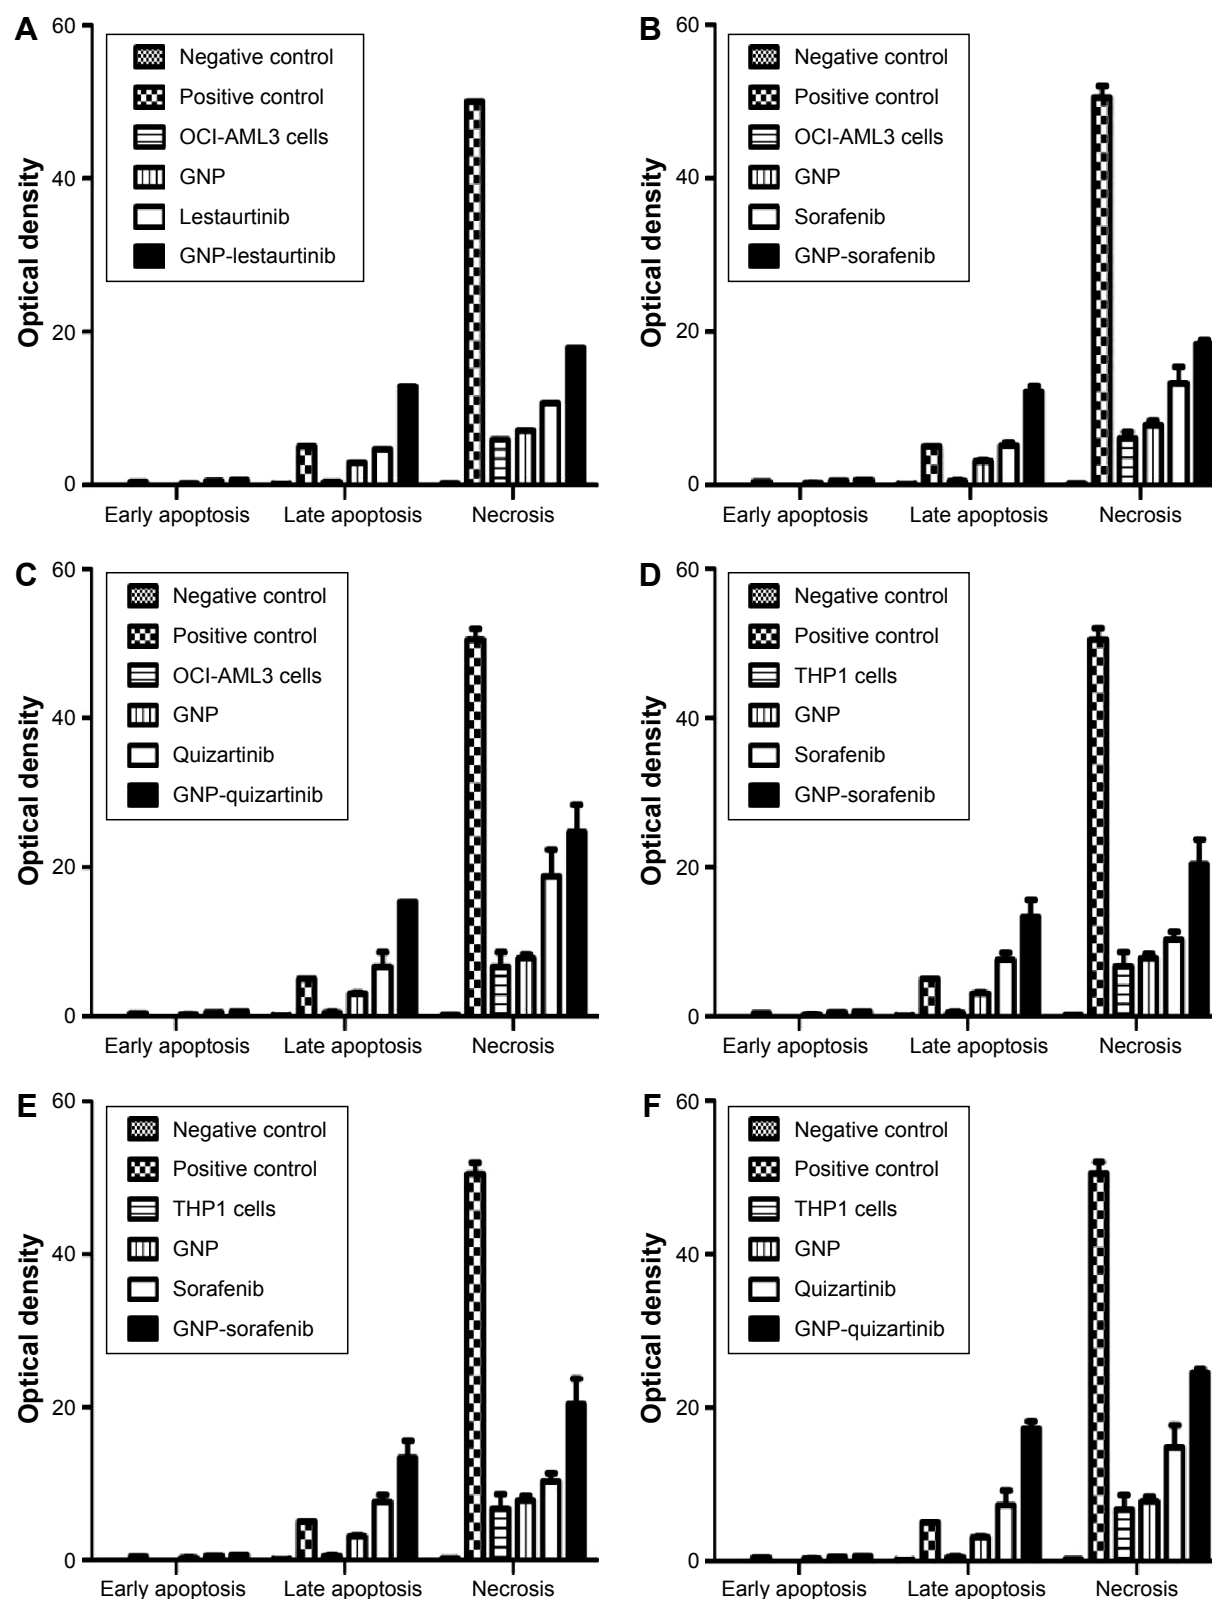 A
60
40
20
0
Optical density
Negative control
Positive control
OCI-AML3 cells
GNP
Lestaurtinib
GNP-lestaurtinib
Early apoptosis Late apoptosis Necrosis
B
60
40
20
0
Optical density
Negative control
Positive control
OCI-AML3 cells
GNP
Sorafenib
GNP-sorafenib
Early apoptosis Late apoptosis Necrosis
C
60
40
20
0
Optical density
Negative control
Positive control
OCI-AML3 cells
GNP
Quizartinib
GNP-quizartinib
Early apoptosis Late apoptosis Necrosis
D
60
40
20
0
Optical density
Negative control
Positive control
THP1 cells
GNP
Sorafenib
GNP-sorafenib
Early apoptosis Late apoptosis Necrosis
E
60
40
20
0
Optical density
Negative control
Positive control
THP1 cells
GNP
Sorafenib
GNP-sorafenib
Early apoptosis Late apoptosis Necrosis
F
60
40
20
0
Optical density
Negative control
Positive control
THP1 cells
GNP
Quizartinib
GNP-quizartinib
Early apoptosis Late apoptosis Necrosis